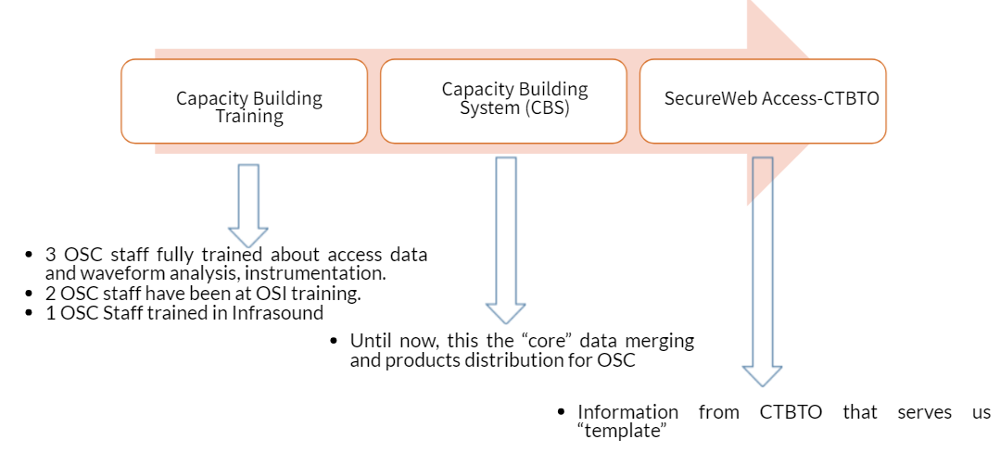 Capacity Building
Training
Capacity Building
System (CBS)
SecureWeb Access-CTBTO
• 3 OSC staff fully trained about access data
and waveform analysis, instrumentation.
• 2 OSC staff have been at OSI training.
• 1 OSC Staff trained in Infrasound
• Until now, this the “core” data merging
and products distribution for OSC
• Information from CTBTO that serves us
“template”